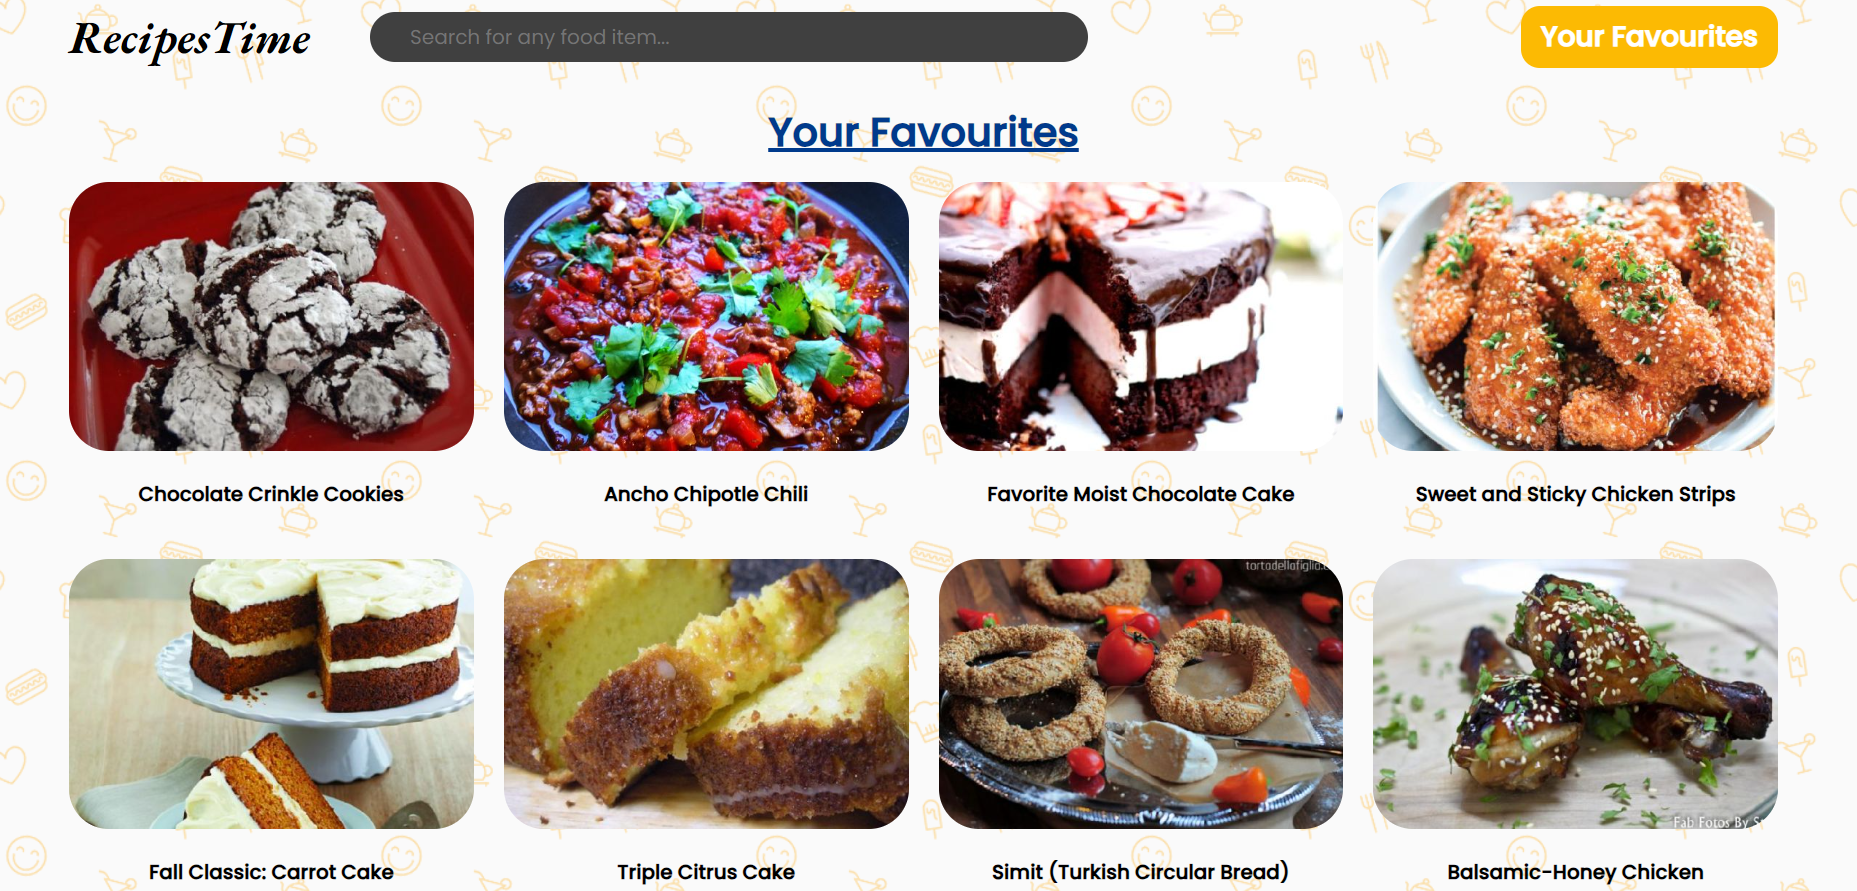 RecipesTime
Search for any food item...
Your Favourites
Your Favourites
Chocolate Crinkle Cookies
Ancho Chipotle Chili
Favorite Moist Chocolate Cake
Sweet and Sticky Chicken Strips
tortadellafiglia.
Fab Fotos By
Fall Classic: Carrot Cake
Triple Citrus Cake
Simit (Turkish Circular Bread)
Balsamic-Honey Chicken